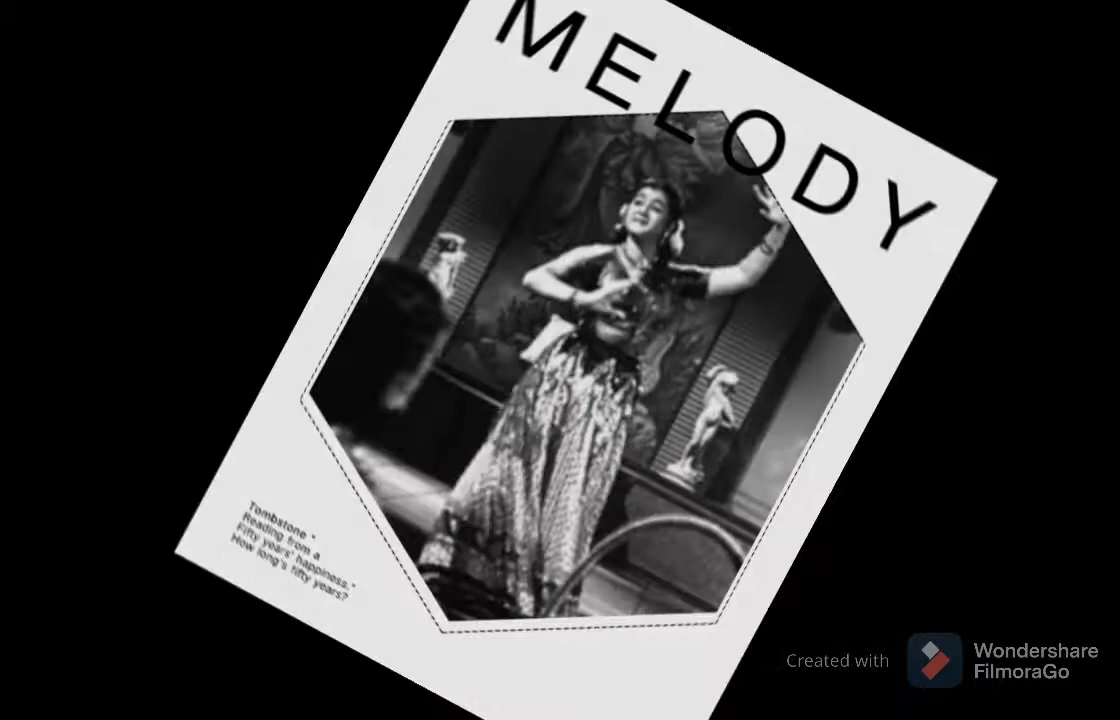 MELODY
Tombstone "
Reading from a
Fifty years' happiness."
How long's fifty years?
Created with
Wondershare
FilmoraGo